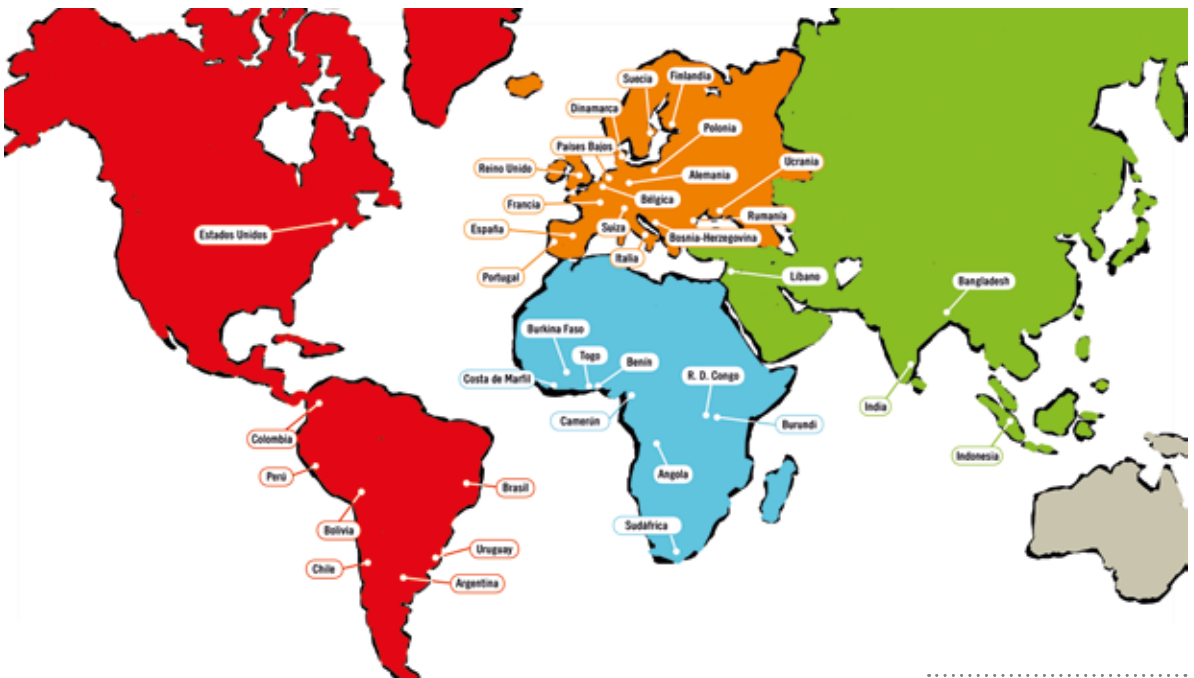 Suecia
Finlandia
Dinamarca
Polonia
Países Bajos
Ucrania
Reino Unido
Alemania
Bélgica
Francia
Rumanía
España
Suiza
Bosnia-Herzegovina
Italia
Portugal
Estados Unidos
Líbano
Bangladesh
Burkina Faso
Togo
Benín
Costa de Marfil
R. D. Congo
Camerún
Burundi
India
Colombia
Indonesia
Perú
Angola
Brasil
Bolivia
Sudáfrica
Uruguay
Chile
Argentina